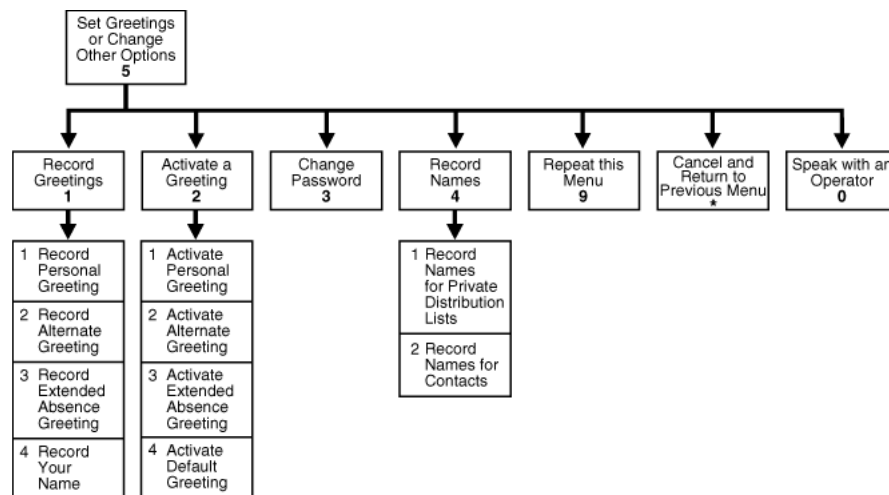 Set Greetings
or Change
Other Options
5
Record
Greetings
1
Activate a
Greeting
2
Change
Password
3
Record
Names
4
Repeat this
Menu
9
Cancel and
Return to
Previous Menu
*
Speak with an
Operator
0
1 Record
Personal
Greeting
2 Record
Alternate
Greeting
3 Record
Extended
Absence
Greeting
4 Record
Your
Name
1 Activate
Personal
Greeting
2 Activate
Alternate
Greeting
3 Activate
Extended
Absence
Greeting
4 Activate
Default
Greeting
1 Record
Names
for Private
Distribution
Lists
2 Record
Names for
Contacts